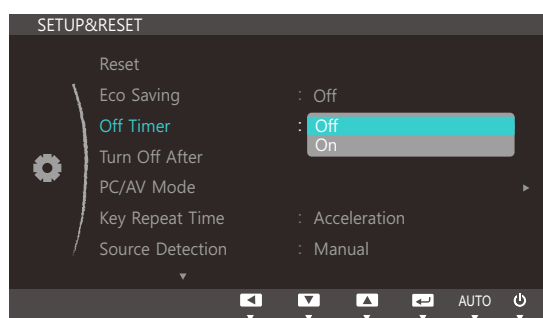 SETUP&RESET
Reset
Eco Saving : Off
Off Timer : Off
On
Turn Off After
PC/AV Mode
Key Repeat Time : Acceleration
Source Detection : Manual
AUTO